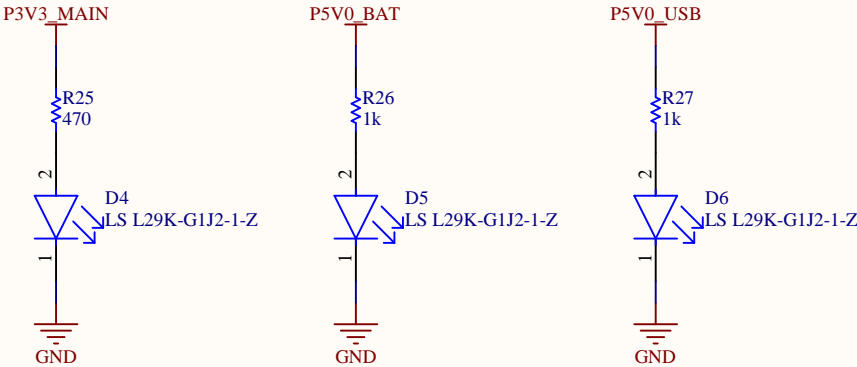 P3V3_MAIN
P5V0_BAT
P5V0_USB
R25
470
R26
1k
R27
1k
2
2
2
D4
LS L29K-G1J2-1-Z
D5
LS L29K-G1J2-1-Z
D6
LS L29K-G1J2-1-Z
1
1
1
GND
GND
GND